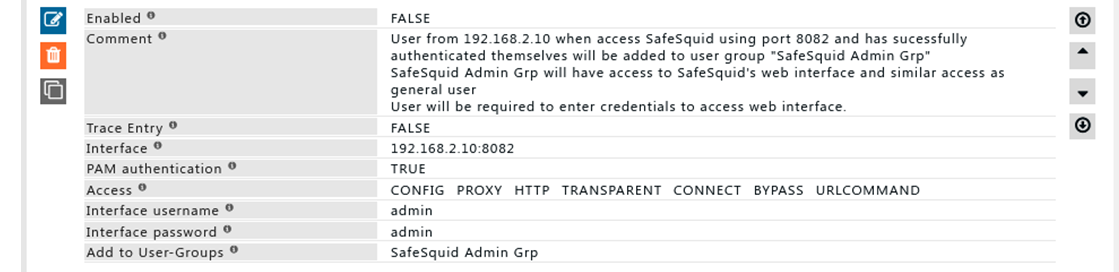 Enabled FALSE
Comment User from 192.168.2.10 when access SafeSquid using port 8082 and has sucessfully
authenticated themselves will be added to user group "SafeSquid Admin Grp"
SafeSquid Admin Grp will have access to SafeSquid's web interface and similar access as
general user
User will be required to enter credentials to access web interface.
Trace Entry FALSE
Interface 192.168.2.10:8082
PAM authentication TRUE
Access CONFIG PROXY HTTP TRANSPARENT CONNECT BYPASS URLCOMMAND
Interface username admin
Interface password admin
Add to User-Groups SafeSquid Admin Grp